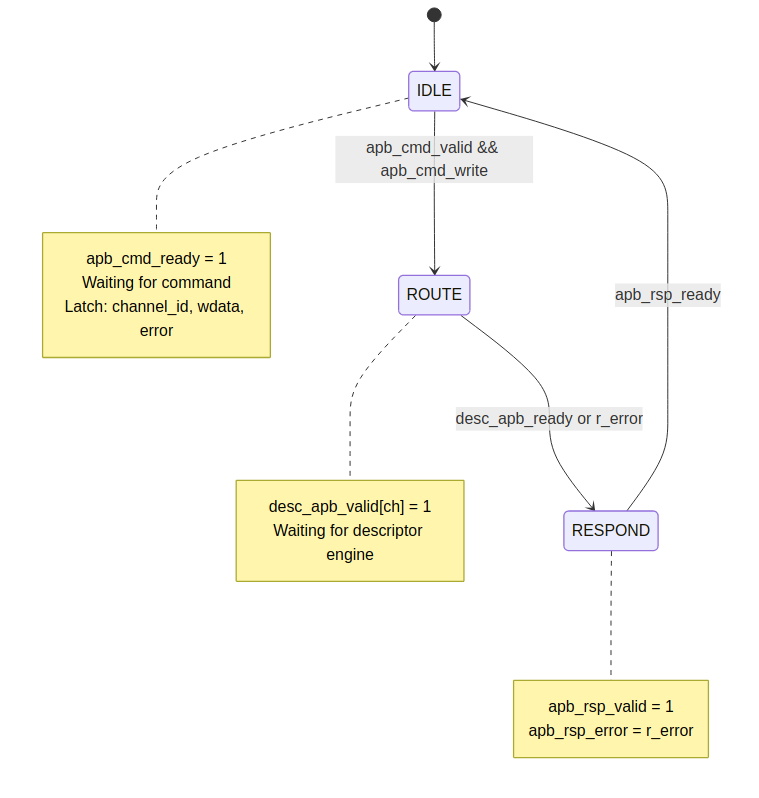 IDLE
apb_cmd_valid &&
apb_cmd_write
apb_cmd_ready = 1
Waiting for command
Latch: channel_id, wdata,
error
ROUTE
apb_rsp_ready
desc_apb_ready or r_error
desc_apb_valid[ch] = 1
Waiting for descriptor
engine
RESPOND
apb_rsp_valid = 1
apb_rsp_error = r_error